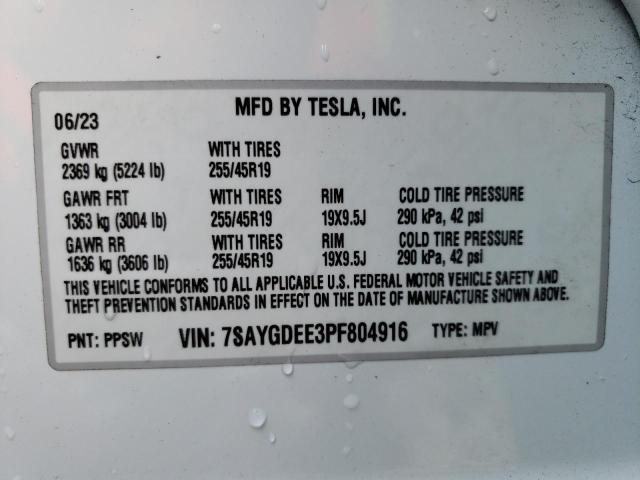 MFD BY TESLA, INC.
06/23
GVWR WITH TIRES
2369 kg (5224 lb) 255/45R19
GAWR FRT WITH TIRES RIM COLD TIRE PRESSURE
1363 kg (3004 lb) 255/45R19 19X9.5J 290 kPa, 42 psi
GAWR RR WITH TIRES RIM COLD TIRE PRESSURE
1636 kg (3606 lb) 255/45R19 19X9.5J 290 kPa, 42 psi
THIS VEHICLE CONFORMS TO ALL APPLICABLE U.S. FEDERAL MOTOR VEHICLE SAFETY AND
THEFT PREVENTION STANDARDS IN EFFECT ON THE DATE OF MANUFACTURE SHOWN ABOVE.
PNT: PPSW VIN: 7SAYGDEE3PF804916 TYPE: MPV